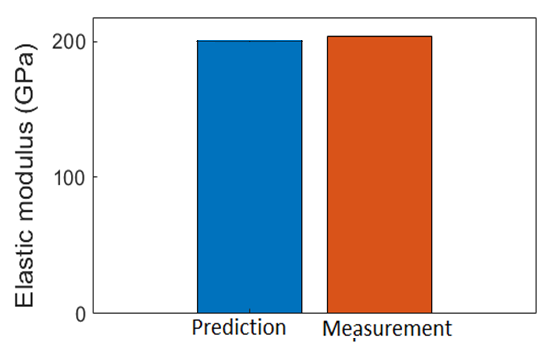 Elastic modulus (GPa)
200
100
0
Prediction
Measurement